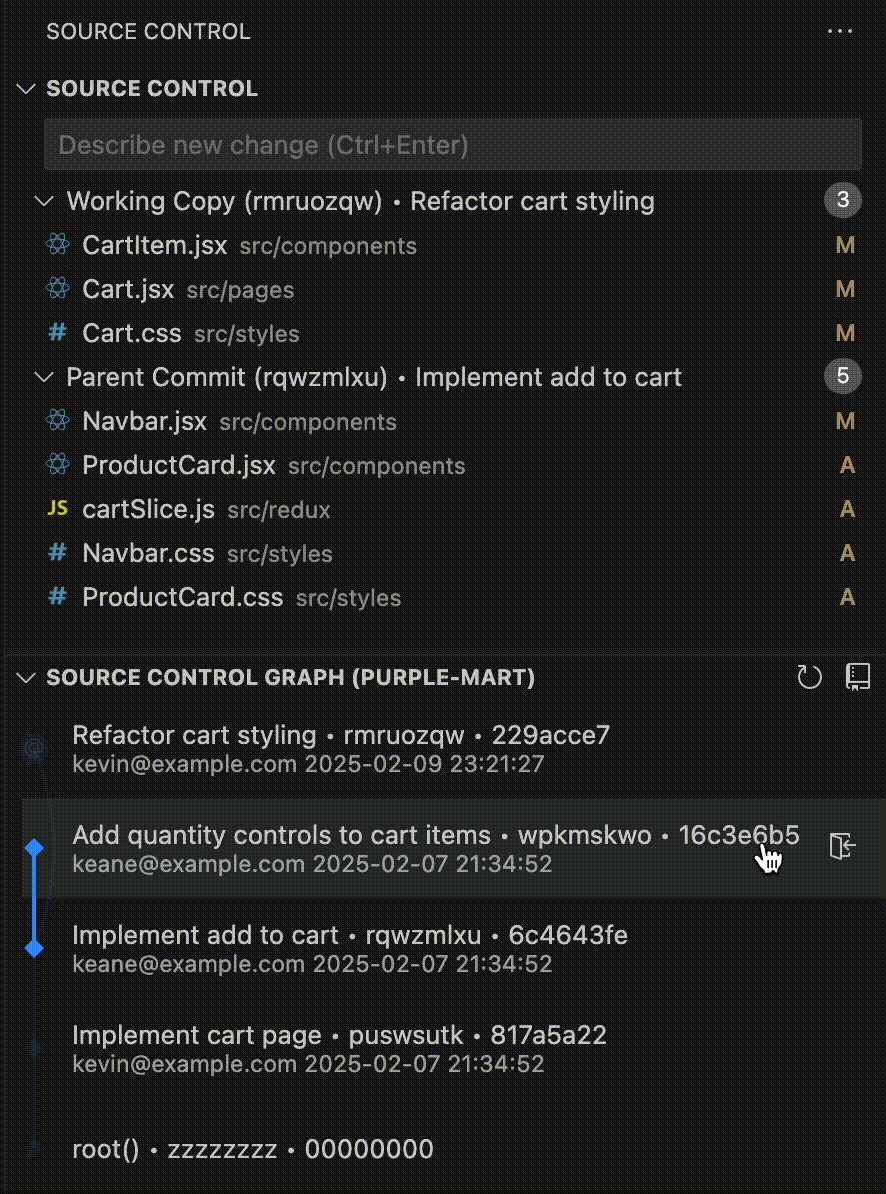 SOURCE CONTROL
SOURCE CONTROL
Describe new change (Ctrl+Enter)
Working Copy (rmruozqw) • Refactor cart styling 3
CartItem.jsx src/components M
Cart.jsx src/pages M
Cart.css src/styles M
Parent Commit (rqwzmlxu) • Implement add to cart 5
Navbar.jsx src/components M
ProductCard.jsx src/components A
JS cartSlice.js src/redux A
Navbar.css src/styles A
ProductCard.css src/styles A
SOURCE CONTROL GRAPH (PURPLE-MART)
Refactor cart styling • rmruozqw • 229acce7
kevin@example.com 2025-02-09 23:21:27
Add quantity controls to cart items • wpkmskwo • 16c3e6b5
keane@example.com 2025-02-07 21:34:52
Implement add to cart • rqwzmlxu • 6c4643fe
keane@example.com 2025-02-07 21:34:52
Implement cart page • puswsutk • 817a5a22
kevin@example.com 2025-02-07 21:34:52
root() • zzzzzzzz • 00000000